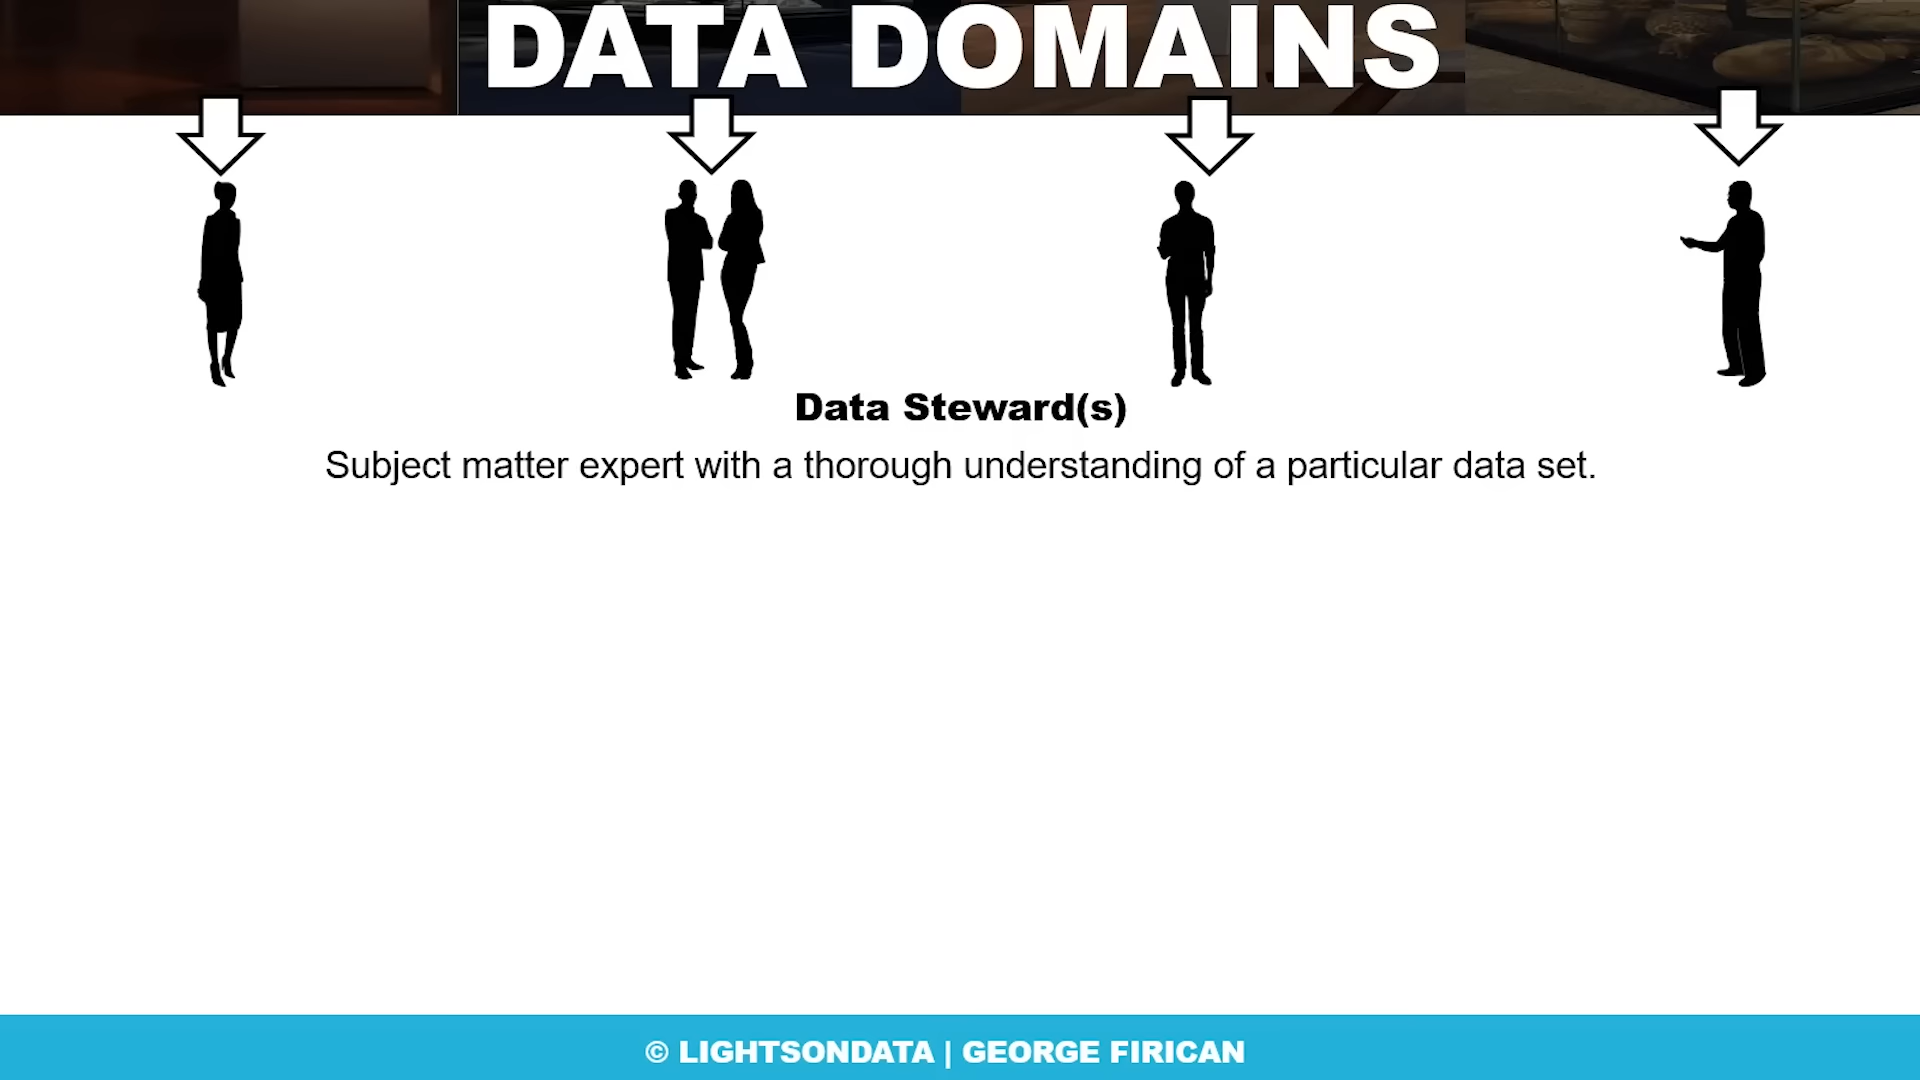 DATA DOMAINS
Data Steward(s)
Subject matter expert with a thorough understanding of a particular data set.
© LIGHTSONDATA | GEORGE FIRICAN